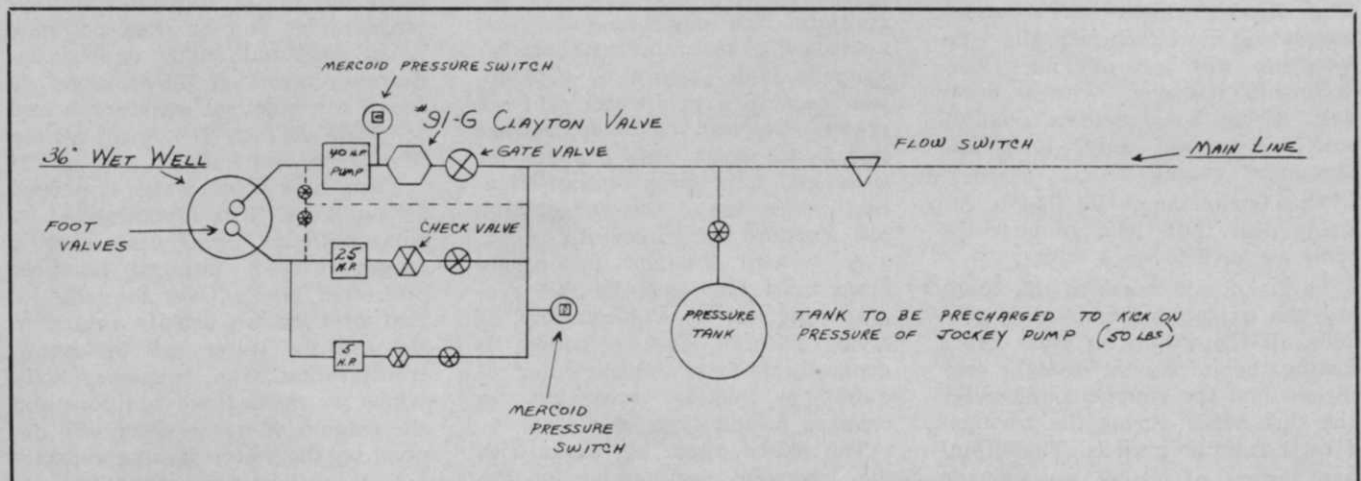 MERCOID PRESSURE SWITCH
#91-G CLAYTON VALVE
GATE VALVE
36" WET WELL
40 H.P.
PUMP
FLOW SWITCH
MAIN LINE
FOOT
VALVES
CHECK VALVE
25
H.P.
5
H.P.
PRESSURE
TANK
TANK TO BE PRECHARGED TO KICK ON
PRESSURE OF JOCKEY PUMP (50 LBS)
MERCOID
PRESSURE
SWITCH